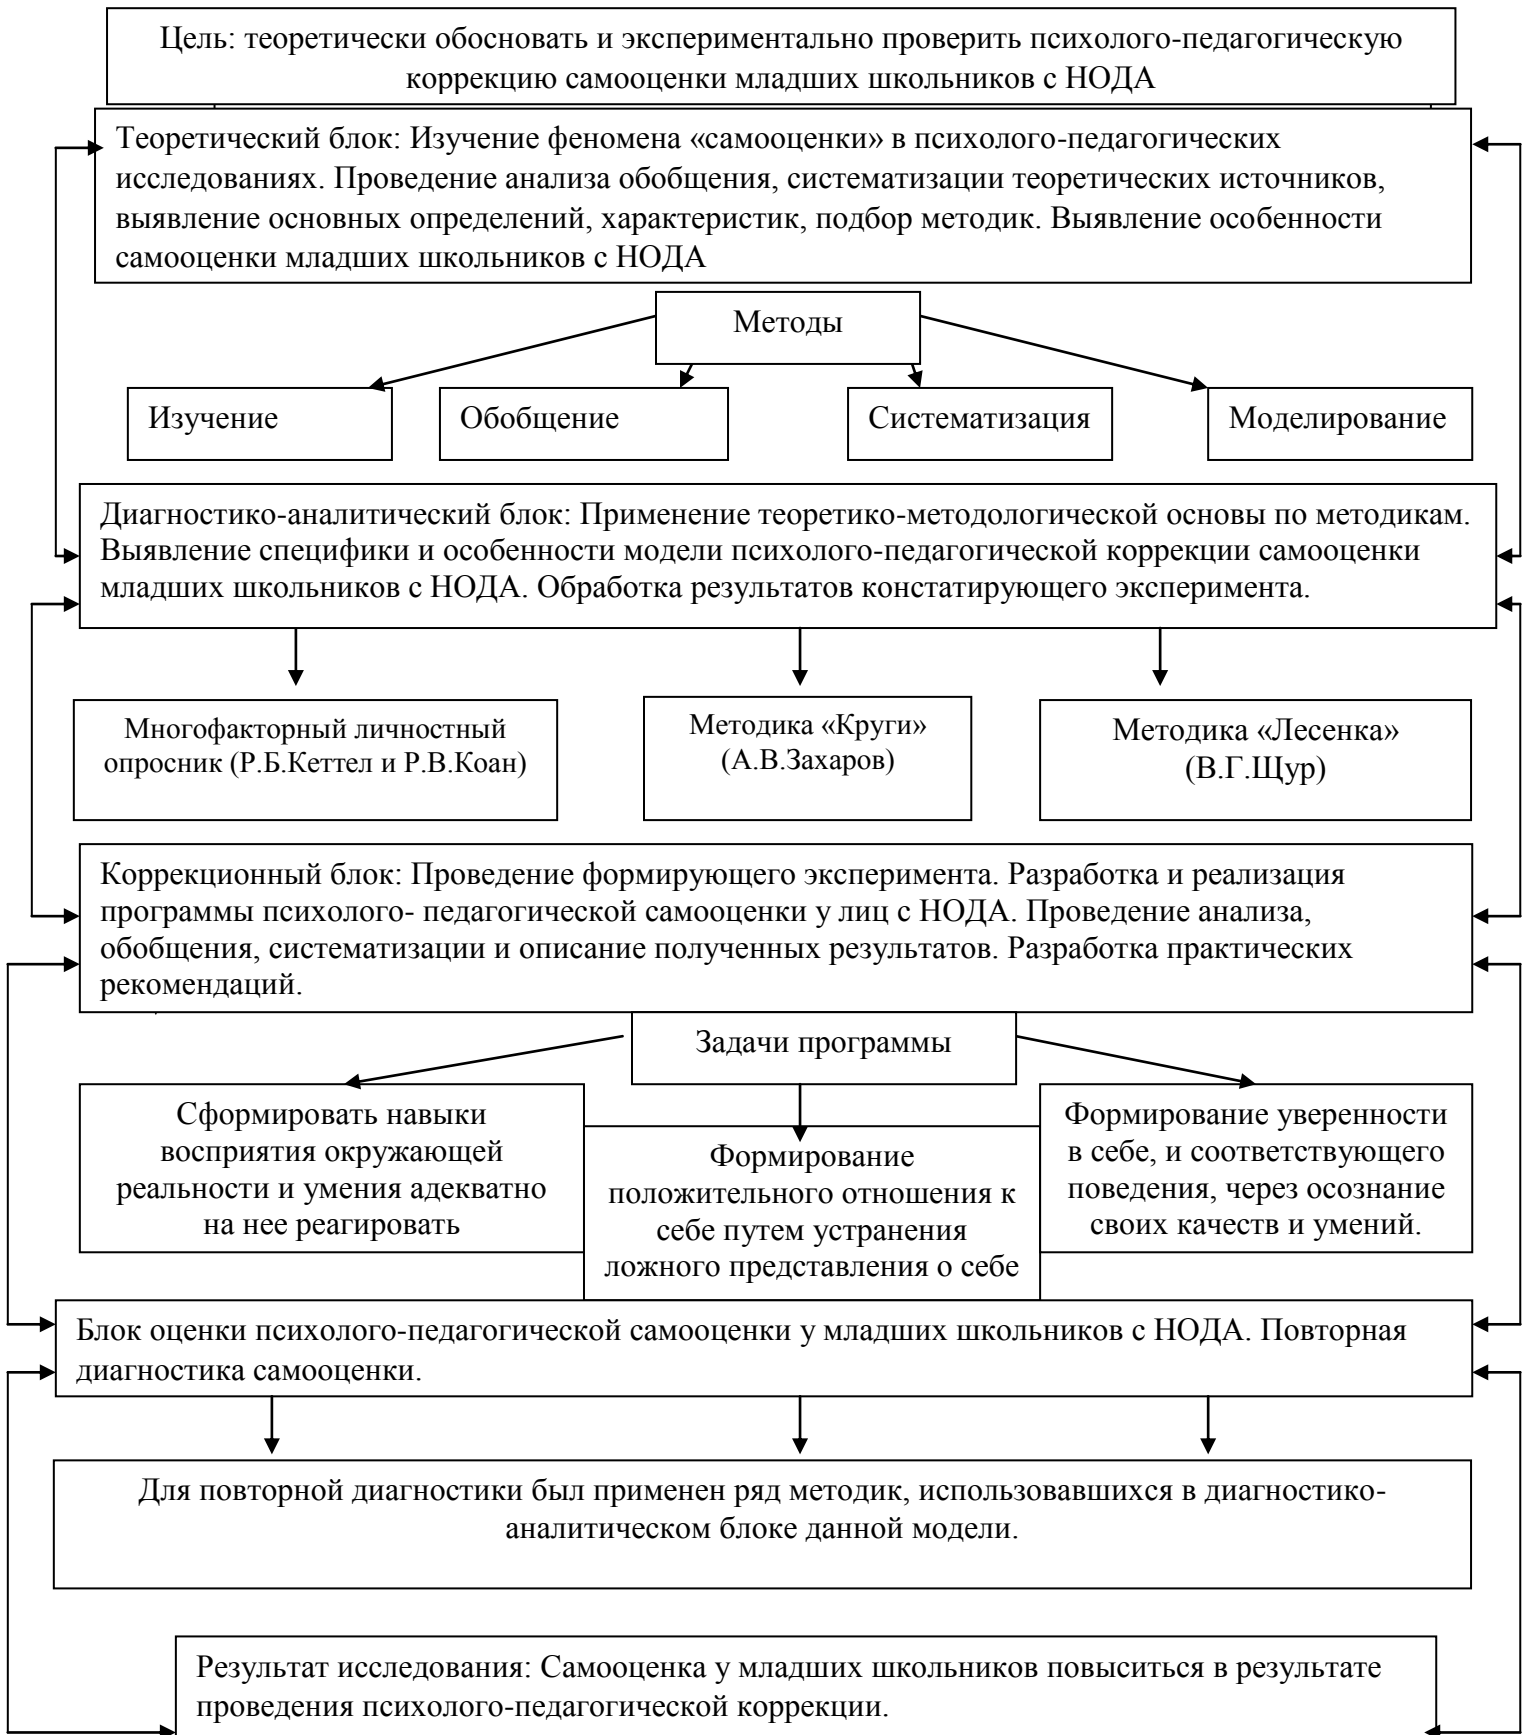 Цель: теоретически обосновать и экспериментально проверить психолого-педагогическую
коррекцию самооценки младших школьников с НОДА
Теоретический блок: Изучение феномена «самооценки» в психолого-педагогических
исследованиях. Проведение анализа обобщения, систематизации теоретических источников,
выявление основных определений, характеристик, подбор методик. Выявление особенности
самооценки младших школьников с НОДА
Методы
Изучение
Обобщение
Систематизация
Моделирование
Диагностико-аналитический блок: Применение теоретико-методологической основы по методикам.
Выявление специфики и особенности модели психолого-педагогической коррекции самооценки
младших школьников с НОДА. Обработка результатов констатирующего эксперимента.
Многофакторный личностный
опросник (Р.Б.Кеттел и Р.В.Коан)
Методика «Круги»
(А.В.Захаров)
Методика «Лесенка»
(В.Г.Щур)
Коррекционный блок: Проведение формирующего эксперимента. Разработка и реализация
программы психолого- педагогической самооценки у лиц с НОДА. Проведение анализа,
обобщения, систематизации и описание полученных результатов. Разработка практических
рекомендаций.
Задачи программы
Сформировать навыки
восприятия окружающей
реальности и умения адекватно
на нее реагировать
Формирование
положительного отношения к
себе путем устранения
ложного представления о себе
Формирование уверенности
в себе, и соответствующего
поведения, через осознание
своих качеств и умений.
Блок оценки психолого-педагогической самооценки у младших школьников с НОДА. Повторная
диагностика самооценки.
Для повторной диагностики был применен ряд методик, использовавшихся в диагностико-
аналитическом блоке данной модели.
Результат исследования: Самооценка у младших школьников повыситься в результате
проведения психолого-педагогической коррекции.